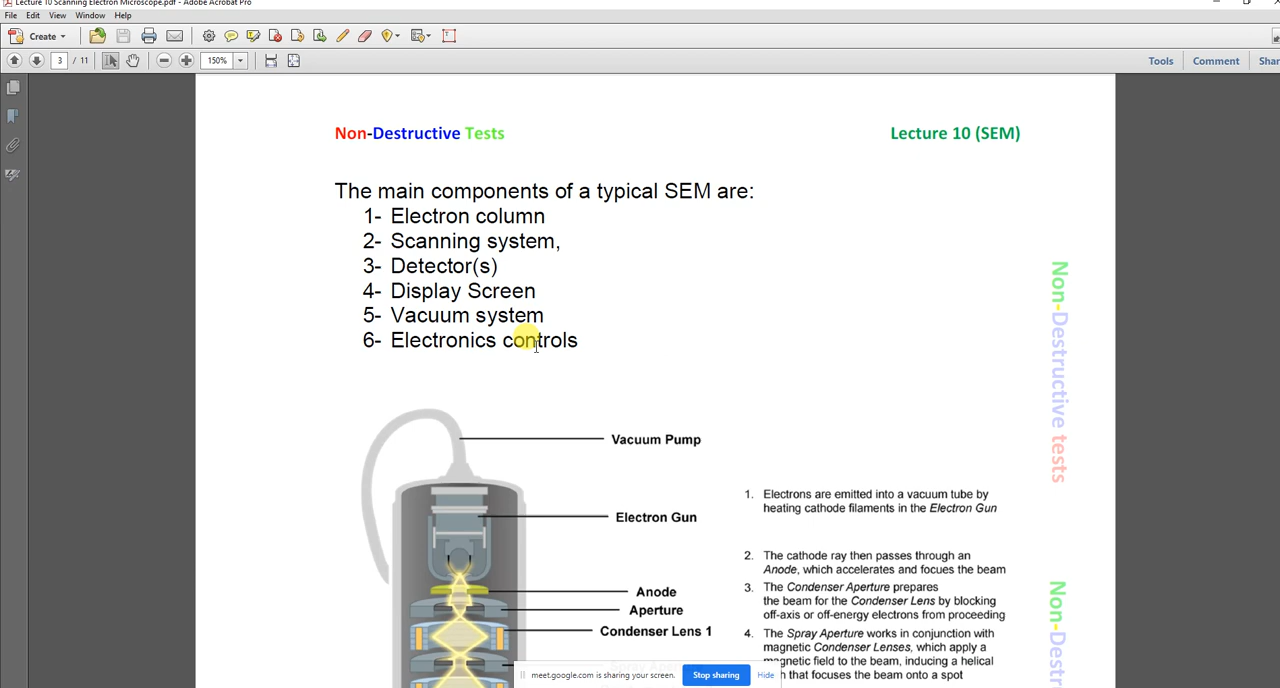 Lecture 10 Scanning Electron Microscope.pdf - Adobe Acrobat Pro
File Edit View Window Help
Create
3 / 11 150% Tools Comment Shar
Non-Destructive Tests Lecture 10 (SEM)
The main components of a typical SEM are:
1- Electron column
2- Scanning system,
3- Detector(s)
4- Display Screen
5- Vacuum system
6- Electronics controls
Non-Destructive tests
Vacuum Pump
Electron Gun
Anode
Aperture
Condenser Lens 1
1. Electrons are emitted into a vacuum tube by
heating cathode filaments in the Electron Gun
2. The cathode ray then passes through an
Anode, which accelerates and focues the beam
3. The Condenser Aperture prepares
the beam for the Condenser Lens by blocking
off-axis or off-energy electrons from proceeding
4. The Spray Aperture works in conjunction with
magnetic Condenser Lenses, which apply a
magnetic field to the beam, inducing a helical
that focuses the beam onto a spot
Non-Destr
meet.google.com is sharing your screen. Stop sharing Hide